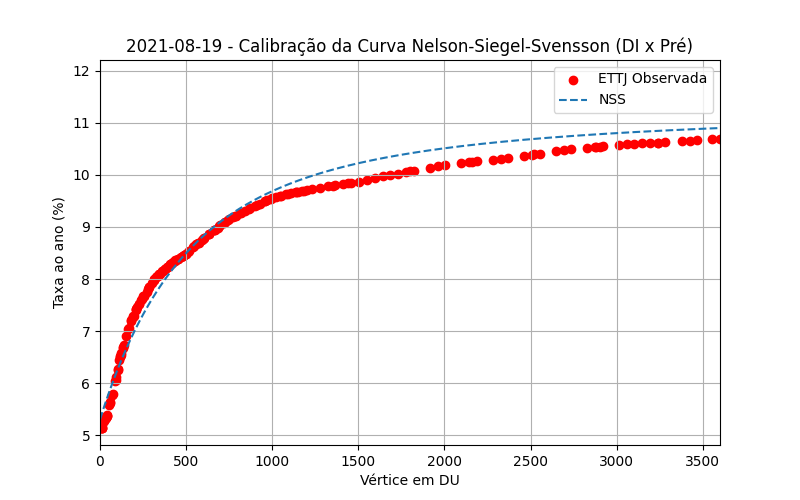 2021-08-19 - Calibração da Curva Nelson-Siegel-Svensson (DI x Pré)
ETTJ Observada
NSS
Taxa ao ano (%)
12
11
10
9
8
7
6
5
0 500 1000 1500 2000 2500 3000 3500
Vértice em DU